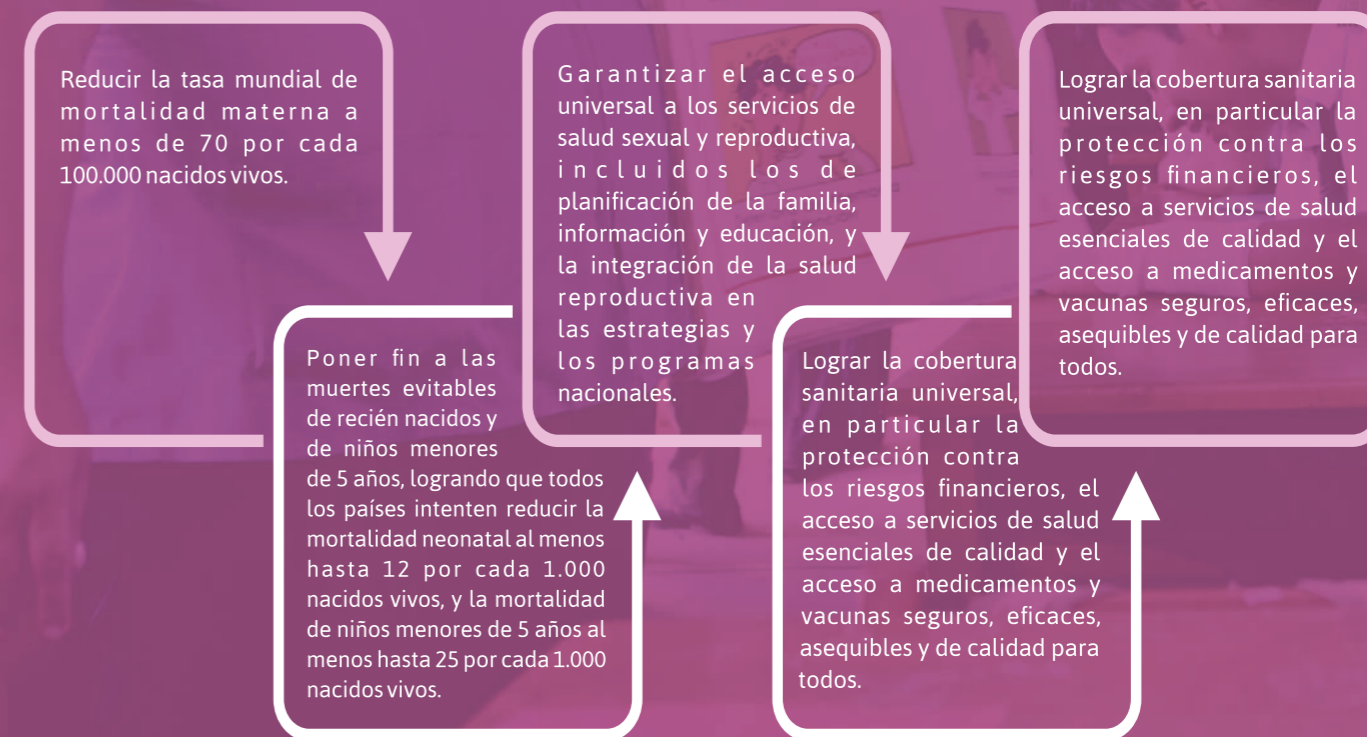 Reducir la tasa mundial de
mortalidad materna a
menos de 70 por cada
100.000 nacidos vivos.
Poner fin a las
muertes evitables
de recién nacidos y
de niños menores
de 5 años, logrando que todos
los países intenten reducir la
mortalidad neonatal al menos
hasta 12 por cada 1.000
nacidos vivos, y la mortalidad
de niños menores de 5 años al
menos hasta 25 por cada 1.000
nacidos vivos.
Garantizar el acceso
universal a los servicios de
salud sexual y reproductiva,
incluidos los de
planificación de la familia,
información y educación, y
la integración de la salud
reproductiva en
las estrategias y
los programas
nacionales.
Lograr la cobertura
sanitaria universal,
en particular la
protección contra
los riesgos financieros, el
acceso a servicios de salud
esenciales de calidad y el
acceso a medicamentos y
vacunas seguros, eficaces,
asequibles y de calidad para
todos.
Lograr la cobertura sanitaria
universal, en particular la
protección contra los
riesgos financieros, el
acceso a servicios de salud
esenciales de calidad y el
acceso a medicamentos y
vacunas seguros, eficaces,
asequibles y de calidad para
todos.